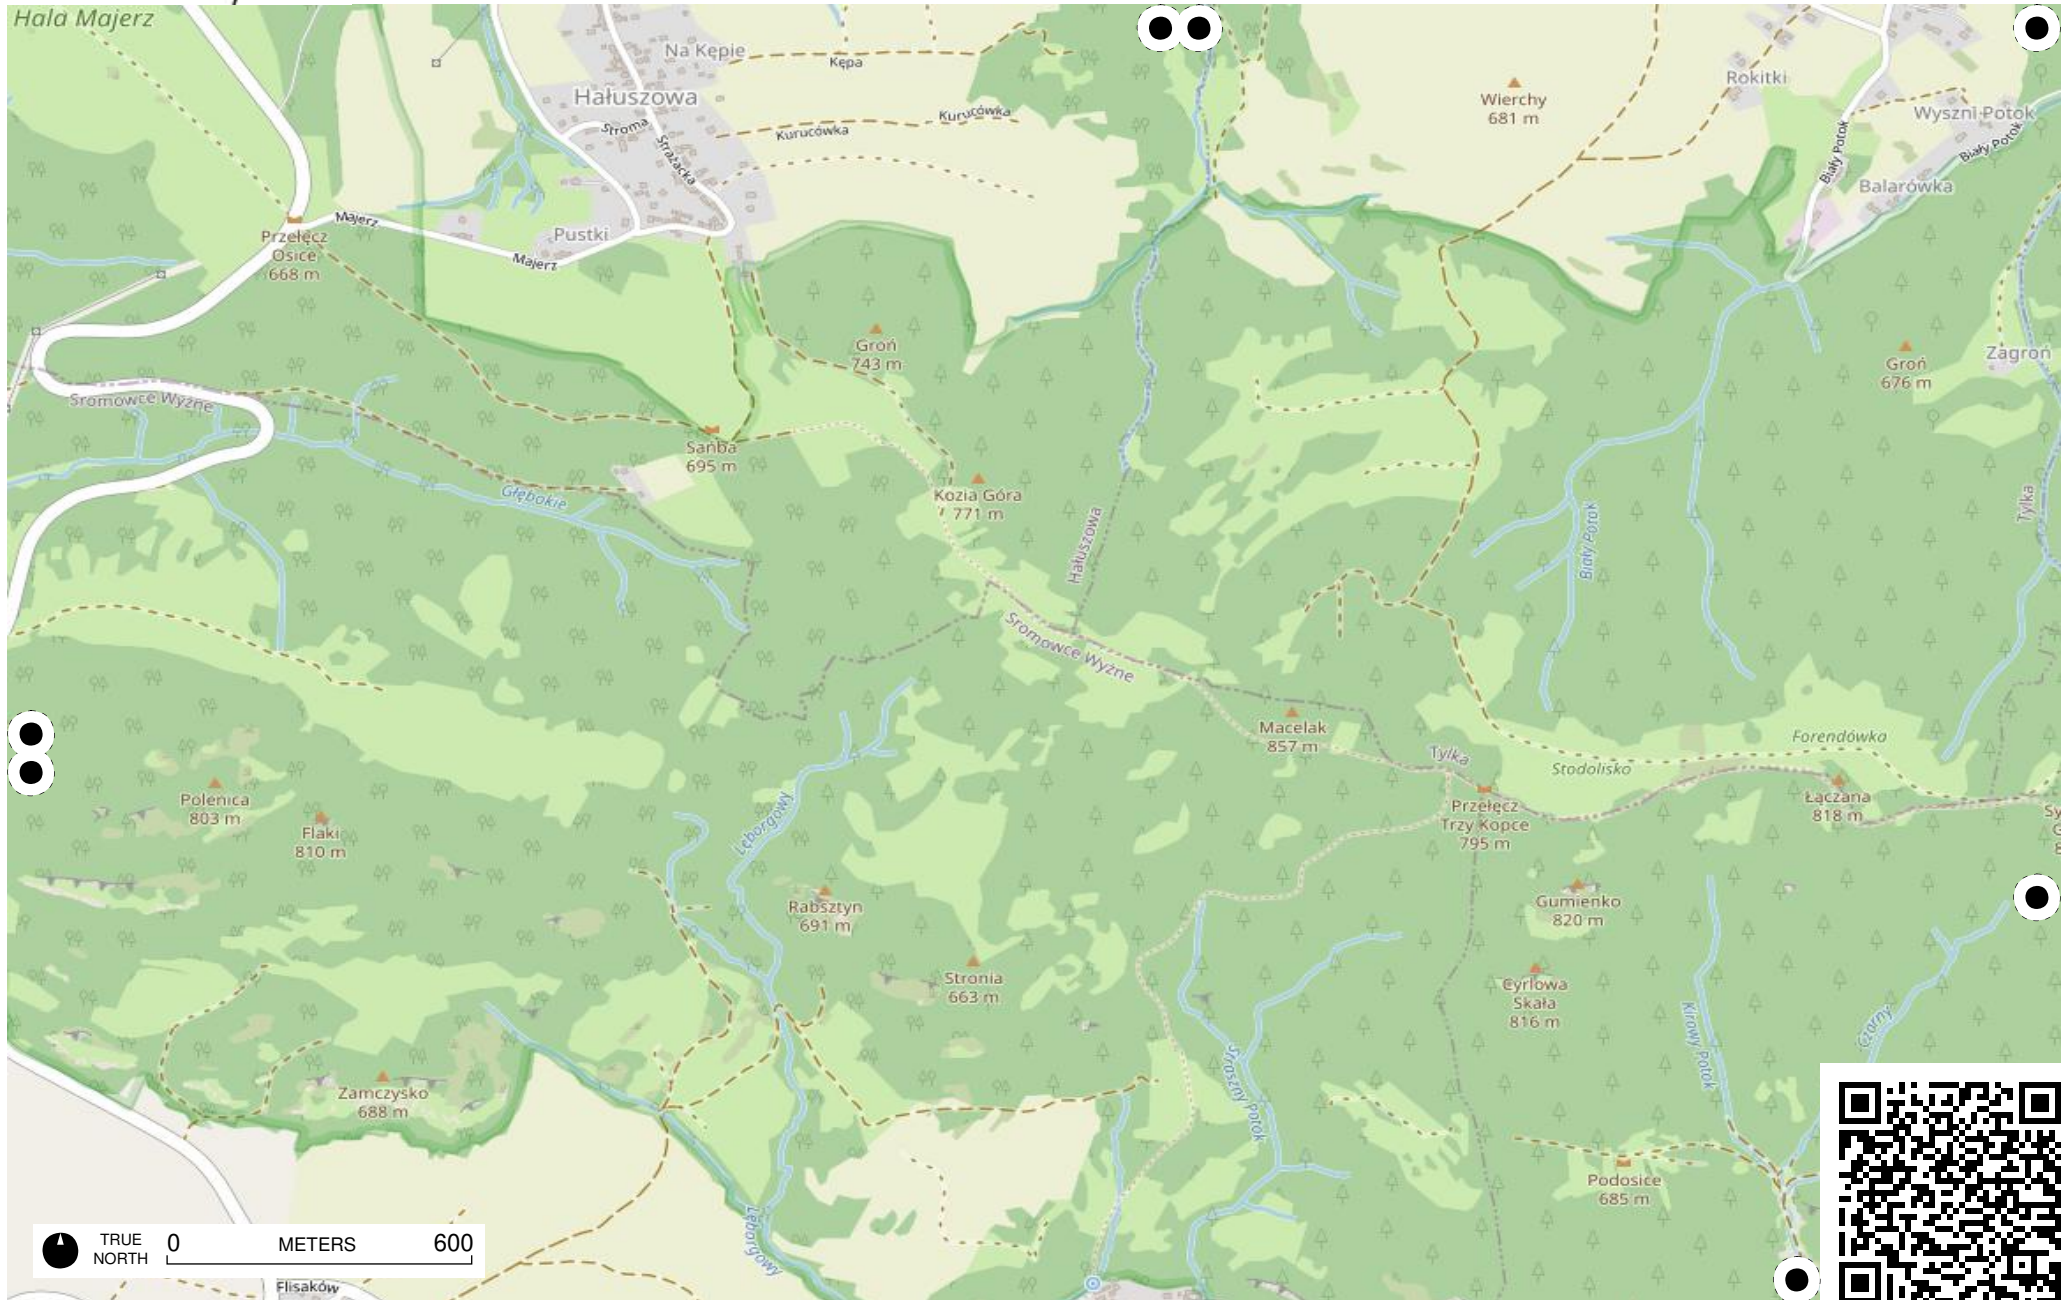 Hala Majerz
Na Kępie
Kępa
Hałuszowa
Stroma
Strażacka
Kurucówka
Kurucówka
Wierchy
681 m
Rokitki
Wyszni Potok
Biały Potok
Biały Potok
Balarówka
Majerz
Pustki
Majerz
Przełęcz
Osice
668 m
Groń
743 m
Groń
676 m
Zagroń
Sromowce Wyżne
Sańba
695 m
Głębokie
Kozia Góra
771 m
Hałuszowa
Biały Potok
Tylka
Sromowce Wyżne
Macelak
857 m
Tylka
Forendówka
Stodolisko
Przełęcz
Trzy Kopce
795 m
Łączana
818 m
Sy
G
8
Polenica
803 m
Flaki
810 m
Lęborgowy
Rabsztyn
691 m
Gumienko
820 m
Stronia
663 m
Cyrlowa
Skała
816 m
Kirowy Potok
Czarny
Straszny Potok
Zamczysko
688 m
Podosice
685 m
Lęborgowy
TRUE
NORTH
0 METERS 600
Flisaków